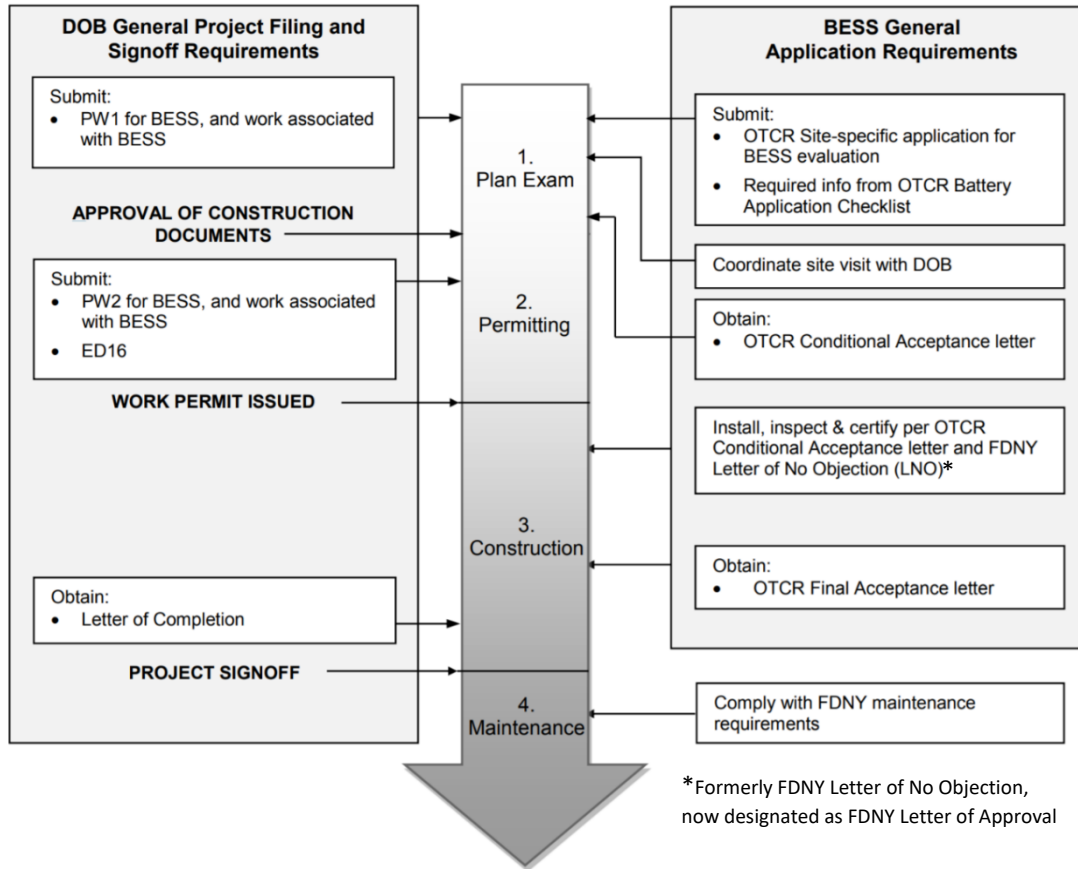 DOB General Project Filing and
Signoff Requirements
Submit:
• PW1 for BESS, and work associated
with BESS
APPROVAL OF CONSTRUCTION
DOCUMENTS
Submit:
• PW2 for BESS, and work associated
with BESS
• ED16
WORK PERMIT ISSUED
Obtain:
• Letter of Completion
PROJECT SIGNOFF
1.
Plan Exam
2.
Permitting
3.
Construction
4.
Maintenance
BESS General
Application Requirements
Submit:
• OTCR Site-specific application for
BESS evaluation
• Required info from OTCR Battery
Application Checklist
Coordinate site visit with DOB
Obtain:
• OTCR Conditional Acceptance letter
Install, inspect & certify per OTCR
Conditional Acceptance letter and FDNY
Letter of No Objection (LNO)*
Obtain:
• OTCR Final Acceptance letter
Comply with FDNY maintenance
requirements
*Formerly FDNY Letter of No Objection,
now designated as FDNY Letter of Approval